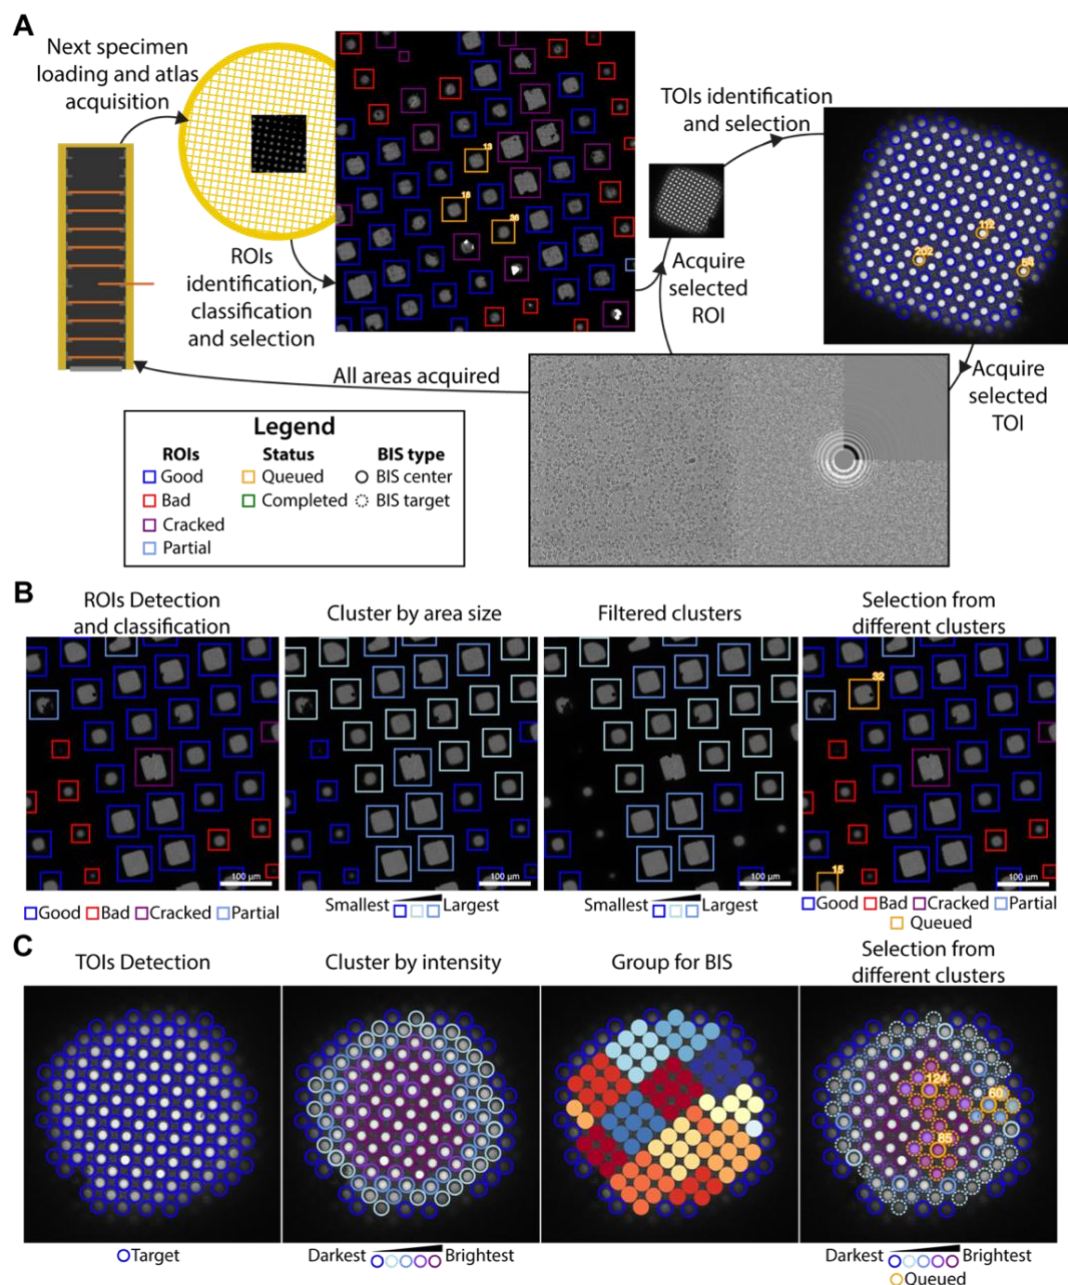 A
Next specimen
loading and atlas
acquisition
ROIs
identification,
classification
and selection
13
18
36
TOIs identification
and selection
Acquire
selected
ROI
112
202
54
Acquire
selected
TOI
All areas acquired
Legend
ROIs Status BIS type
Good Queued BIS center
Bad Completed BIS target
Cracked
Partial
B
ROIs Detection
and classification
Cluster by area size
Filtered clusters
Selection from
different clusters
32
15
100 µm
100 µm
100 µm
100 µm
Good Bad Cracked Partial
Smallest Largest
Smallest Largest
Good Bad Cracked Partial
Queued
C
TOIs Detection
Cluster by intensity
Group for BIS
Selection from
different clusters
124
60
85
Target
Darkest Brightest
Darkest Brightest
Queued